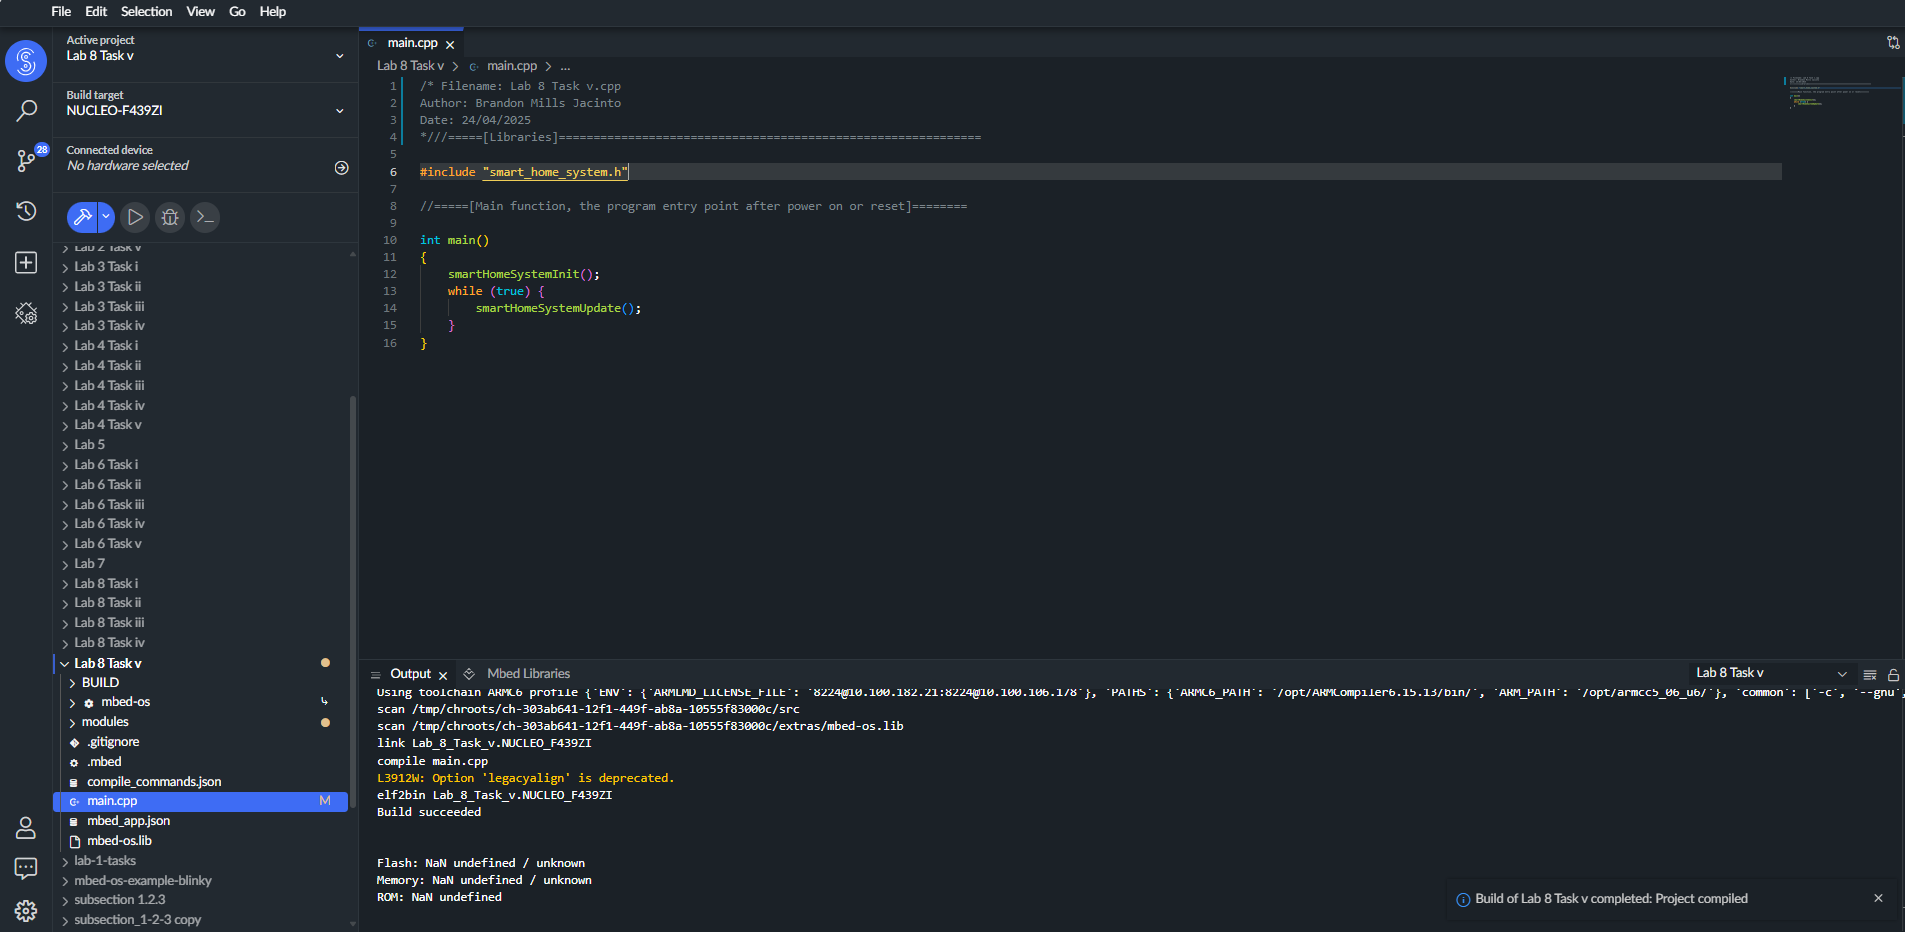 File Edit Selection View Go Help
Active project
Lab 8 Task v
Build target
NUCLEO-F439ZI
Connected device
No hardware selected
28
Lab 2 Task v
Lab 3 Task i
Lab 3 Task ii
Lab 3 Task iii
Lab 3 Task iv
Lab 4 Task i
Lab 4 Task ii
Lab 4 Task iii
Lab 4 Task iv
Lab 4 Task v
Lab 5
Lab 6 Task i
Lab 6 Task ii
Lab 6 Task iii
Lab 6 Task iv
Lab 6 Task v
Lab 7
Lab 8 Task i
Lab 8 Task ii
Lab 8 Task iii
Lab 8 Task iv
Lab 8 Task v
BUILD
mbed-os
modules
.gitignore
.mbed
compile_commands.json
main.cpp M
mbed_app.json
mbed-os.lib
lab-1-tasks
mbed-os-example-blinky
subsection 1.2.3
subsection_1-2-3 copy
main.cpp
Lab 8 Task v > main.cpp > ...
1 /* Filename: Lab 8 Task v.cpp
2 Author: Brandon Mills Jacinto
3 Date: 24/04/2025
4 *///=====[Libraries]=============================================================
5
6 #include "smart_home_system.h"
7
8 //=====[Main function, the program entry point after power on or reset]========
9
10 int main()
11 {
12 smartHomeSystemInit();
13 while (true) {
14 smartHomeSystemUpdate();
15 }
16 }
Output Mbed Libraries Lab 8 Task v
Using toolchain ARMC6 profile {'ENV': {'ARMLMD_LICENSE_FILE': '8224@10.100.182.21:8224@10.100.106.178'}, 'PATHS': {'ARMC6_PATH': '/opt/ARMCompiler6.15.13/bin/', 'ARM_PATH': '/opt/armcc5_06_u6/'}, 'common': ['-c', '--gnu',
scan /tmp/chroots/ch-303ab641-12f1-449f-ab8a-10555f83000c/src
scan /tmp/chroots/ch-303ab641-12f1-449f-ab8a-10555f83000c/extras/mbed-os.lib
link Lab_8_Task_v.NUCLEO_F439ZI
compile main.cpp
L3912W: Option 'legacyalign' is deprecated.
elf2bin Lab_8_Task_v.NUCLEO_F439ZI
Build succeeded
Flash: NaN undefined / unknown
Memory: NaN undefined / unknown
ROM: NaN undefined
Build of Lab 8 Task v completed: Project compiled